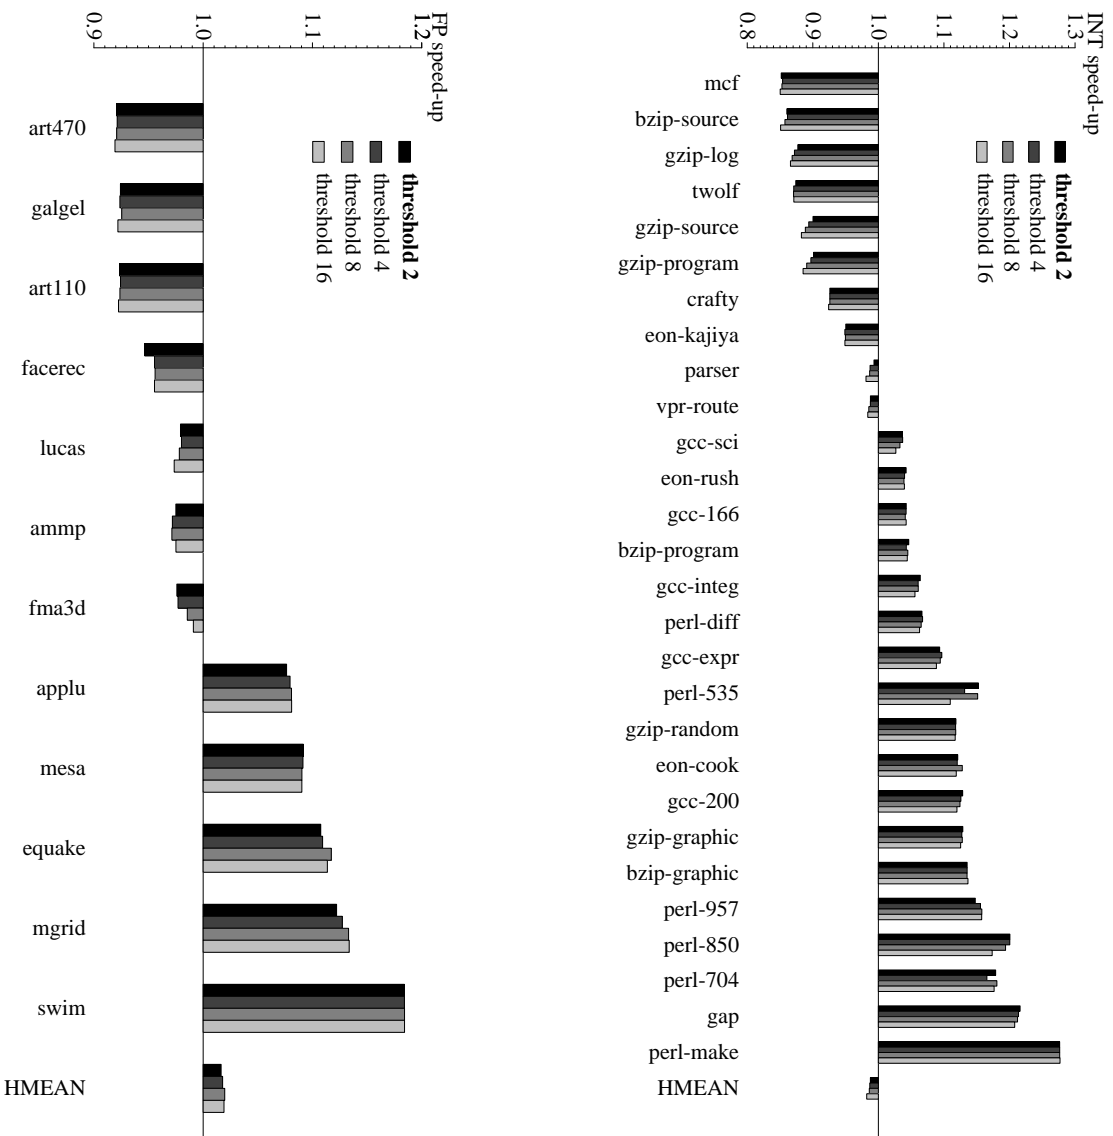 INT speed-up
1.3
1.2
1.1
1.0
0.9
0.8
threshold 2
threshold 4
threshold 8
threshold 16
mcf
bzip-source
gzip-log
twolf
gzip-source
gzip-program
crafty
eon-kajiya
parser
vpr-route
gcc-sci
eon-rush
gcc-166
bzip-program
gcc-integ
perl-diff
gcc-expr
perl-535
gzip-random
eon-cook
gcc-200
gzip-graphic
bzip-graphic
perl-957
perl-850
perl-704
gap
perl-make
HMEAN
FP speed-up
1.2
1.1
1.0
0.9
threshold 2
threshold 4
threshold 8
threshold 16
art470
galgel
art110
facerec
lucas
ammp
fma3d
applu
mesa
equake
mgrid
swim
HMEAN